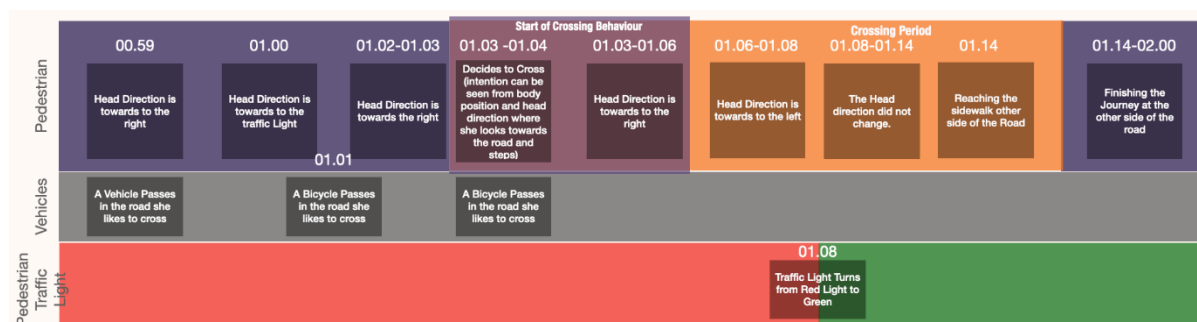 Start of Crossing Behaviour
Crossing Period
00.59
01.00
01.02-01.03
01.03 -01.04
01.03-01.06
01.06-01.08
01.08-01.14
01.14
01.14-02.00
Pedestrian
Head Direction is
towards to the
right
Head Direction is
towards to the
traffic Light
Head Direction is
towards the right
Decides to Cross
(intention can be
seen from body
position and head
direction where
she looks towards
the road and
steps)
Head Direction is
towards to the
right
Head Direction is
towards to the left
The Head
direction did not
change.
Reaching the
sidewalk other
side of the Road
Finishing the
Journey at the
other side of the
road
01.01
Vehicles
A Vehicle Passes
in the road she
likes to cross
A Bicycle Passes
in the road she
likes to cross
A Bicycle Passes
in the road she
likes to cross
Pedestrian
Traffic
Light
01.08
Traffic Light Turns
from Red Light to
Green